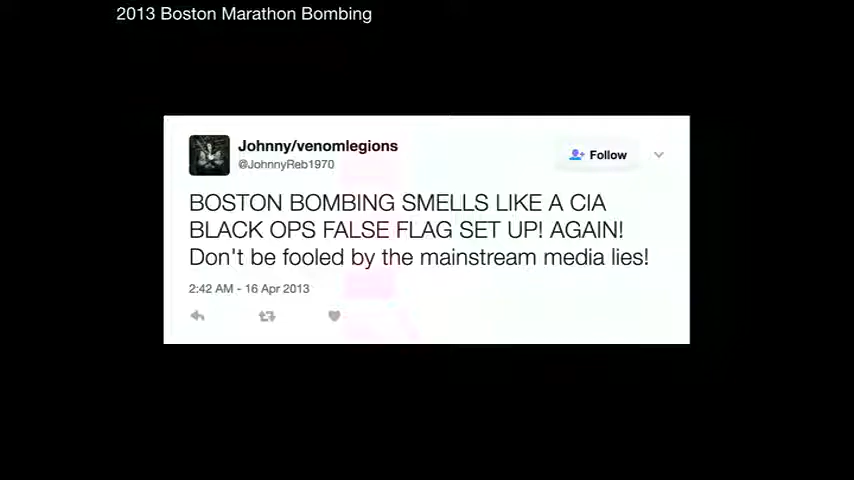 2013 Boston Marathon Bombing
Johnny/venomlegions
@JohnnyReb1970
Follow
BOSTON BOMBING SMELLS LIKE A CIA
BLACK OPS FALSE FLAG SET UP! AGAIN!
Don't be fooled by the mainstream media lies!
2:42 AM - 16 Apr 2013